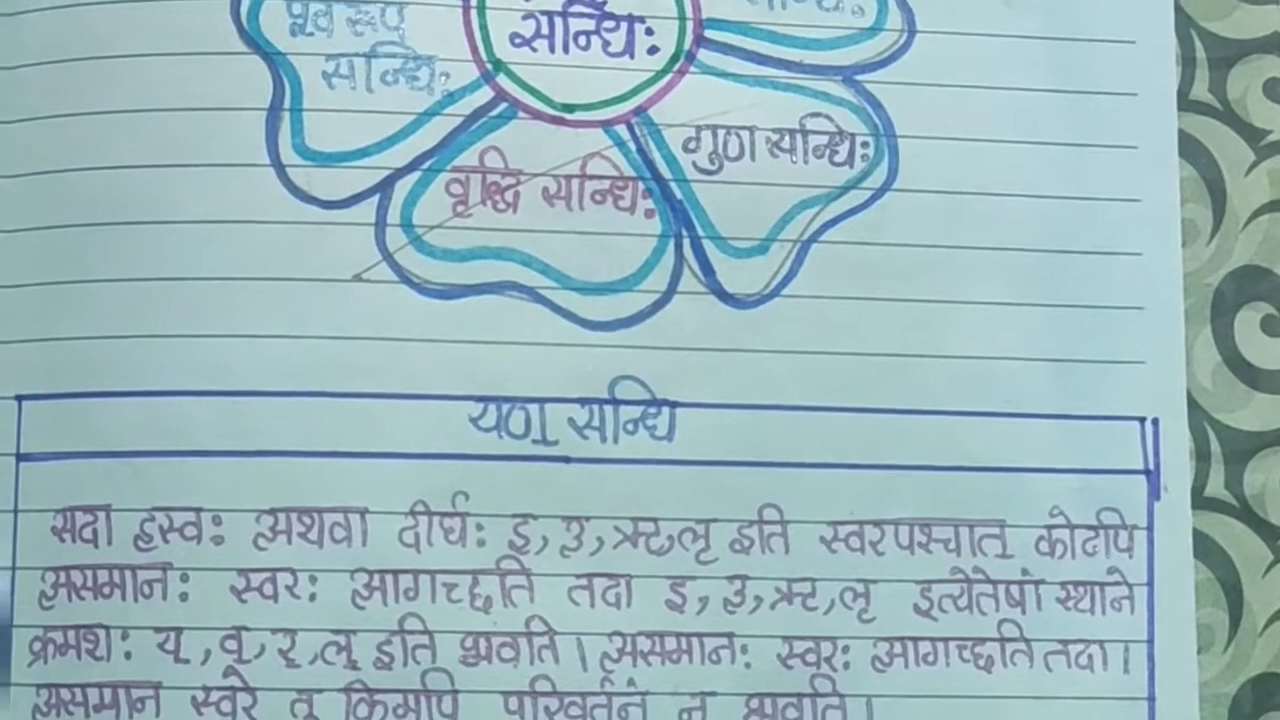 पूर्वरूप
सन्धिः
सन्धिः
सन्धिः
गुण सन्धिः
वृद्धि सन्धिः
यण सन्धि
सदा ह्रस्वः अथवा दीर्घः इ, उ, ऋ, लृ इति स्वरपश्चात् कोऽपि
असमानः स्वरः आगच्छति तदा इ, उ, ऋ, लृ इत्येतेषां स्थाने
क्रमशः य्, व्, र्, ल् इति भवति। असमानः स्वरः आगच्छति तदा।
असमान स्वरे तु किमपि परिवर्तनं न भवति।